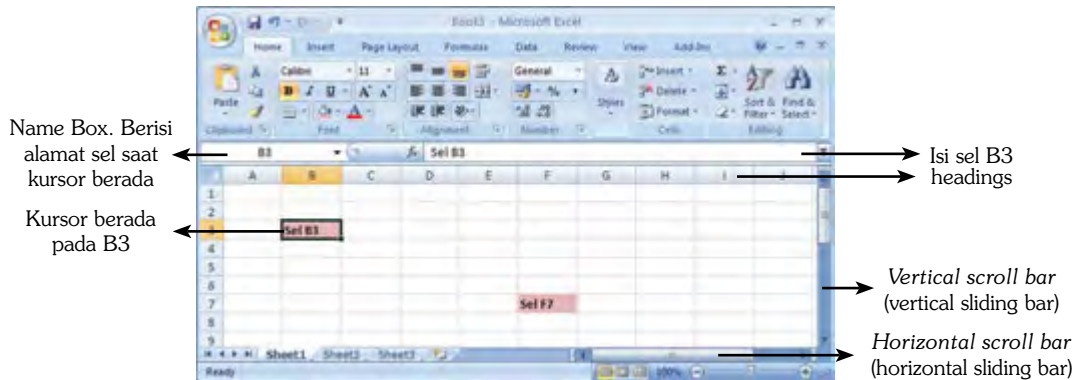 Book3 - Microsoft Excel
Home Insert Page Layout Formulas Data Review View Add-Ins
Calibri 11 General Insert Σ
Paste B I U A A % Styles Delete Sort & Find &
A Format Filter Select
Clipboard Font Alignment Number Cells Editing
Name Box. Berisi
alamat sel saat
kursor berada
B3 fx Sel B3
Isi sel B3
headings
A B C D E F G H I J
1
2
Kursor berada
pada B3
3 Sel B3
4
5
6
7 Sel F7
8
9
Vertical scroll bar
(vertical sliding bar)
Sheet1 Sheet2 Sheet3
Ready 100%
Horizontal scroll bar
(horizontal sliding bar)